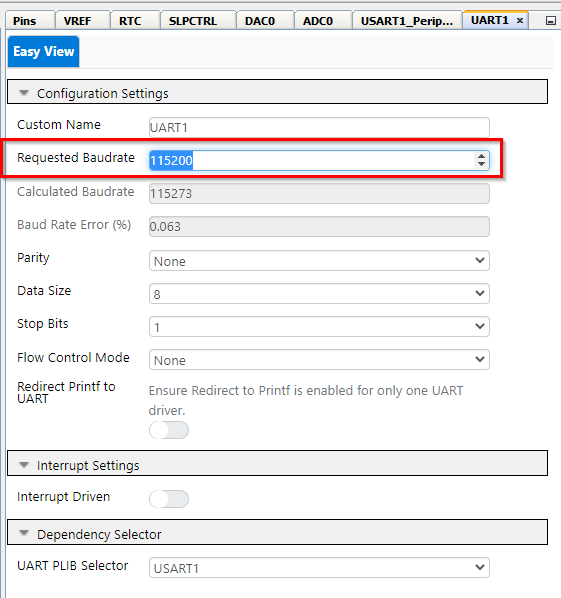 Pins VREF RTC SLPCTRL DAC0 ADC0 USART1_Perip... UART1 ×
Easy View
Configuration Settings
Custom Name UART1
Requested Baudrate 115200
Calculated Baudrate 115273
Baud Rate Error (%) 0.063
Parity None
Data Size 8
Stop Bits 1
Flow Control Mode None
Redirect Printf to
UART
Ensure Redirect to Printf is enabled for only one UART
driver.
Interrupt Settings
Interrupt Driven
Dependency Selector
UART PLIB Selector USART1